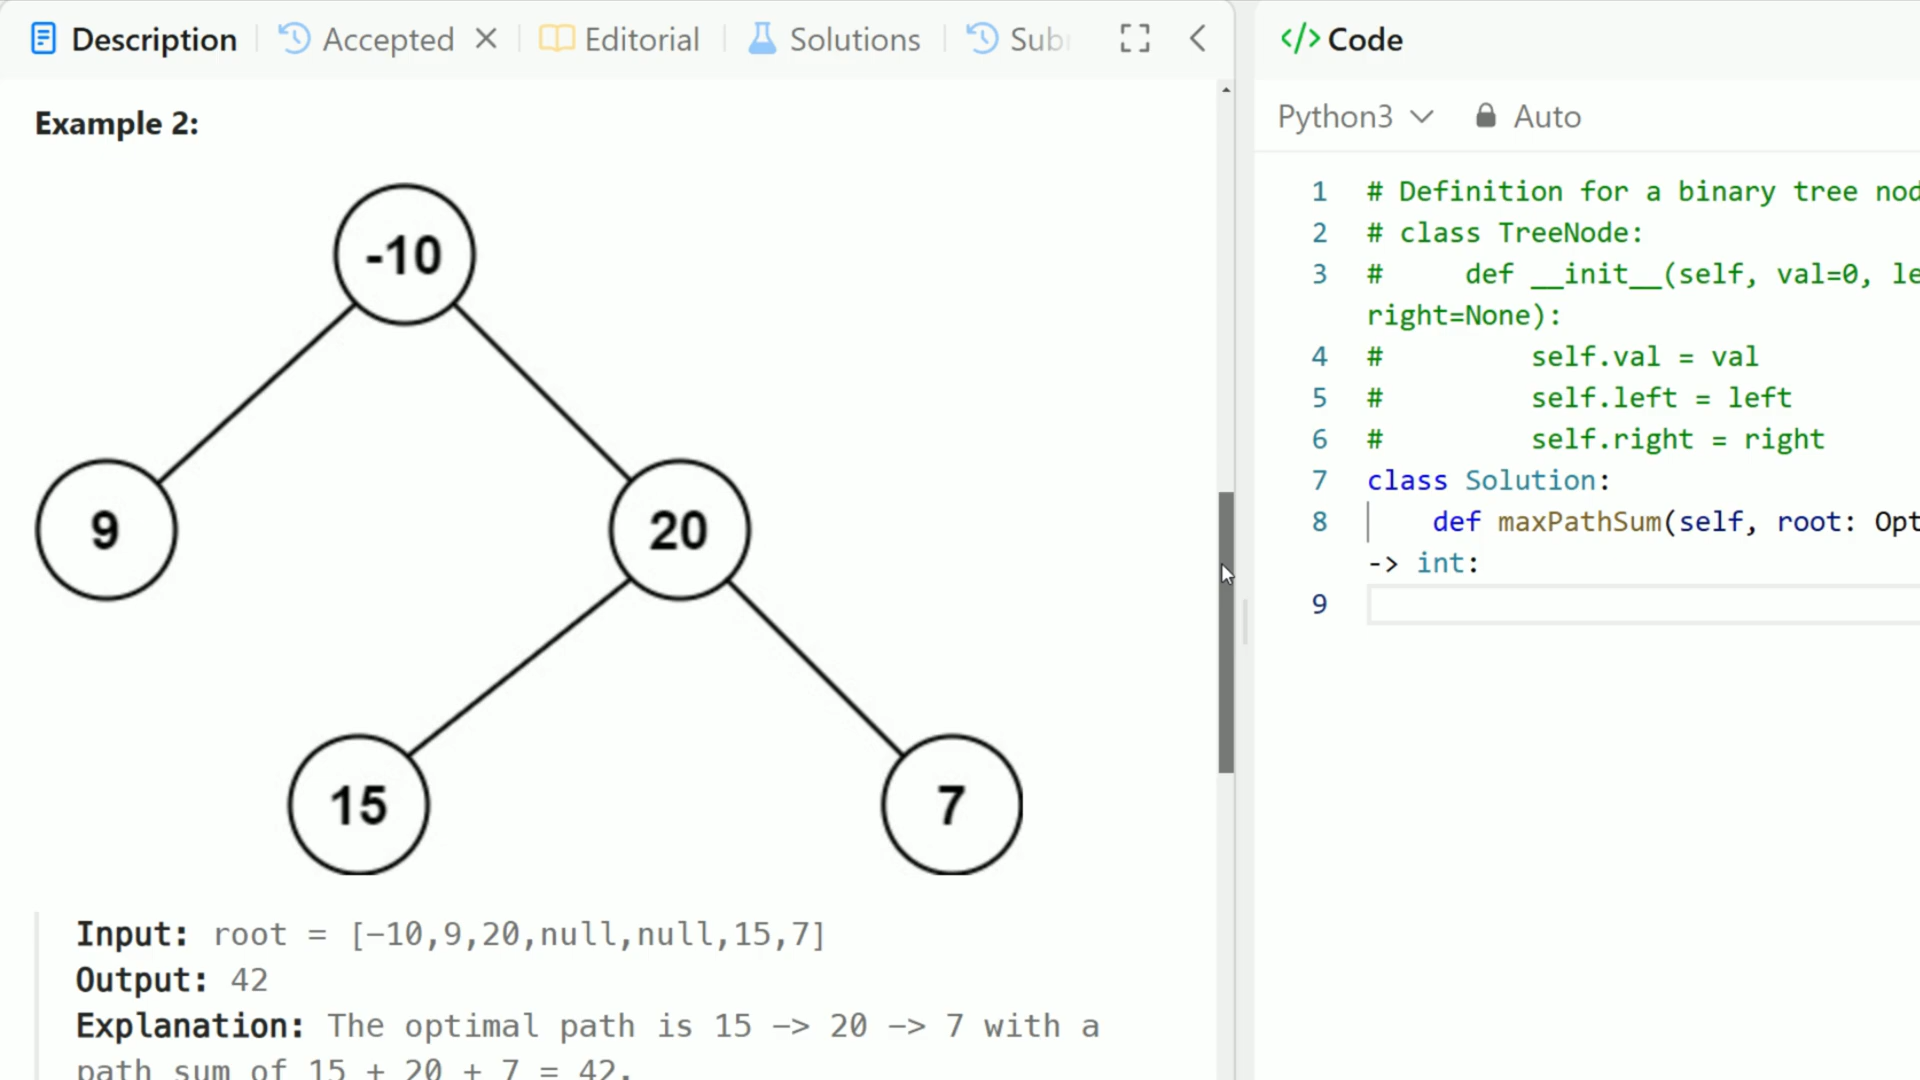 Description Accepted Editorial Solutions Sub
</> Code
Python3 Auto
Example 2:
-10
9
20
15
7
Input: root = [-10,9,20,null,null,15,7]
Output: 42
Explanation: The optimal path is 15 -> 20 -> 7 with a
path sum of 15 + 20 + 7 = 42.
1 # Definition for a binary tree nod
2 # class TreeNode:
3 #     def __init__(self, val=0, le
right=None):
4 #         self.val = val
5 #         self.left = left
6 #         self.right = right
7 class Solution:
8     def maxPathSum(self, root: Opt
-> int:
9